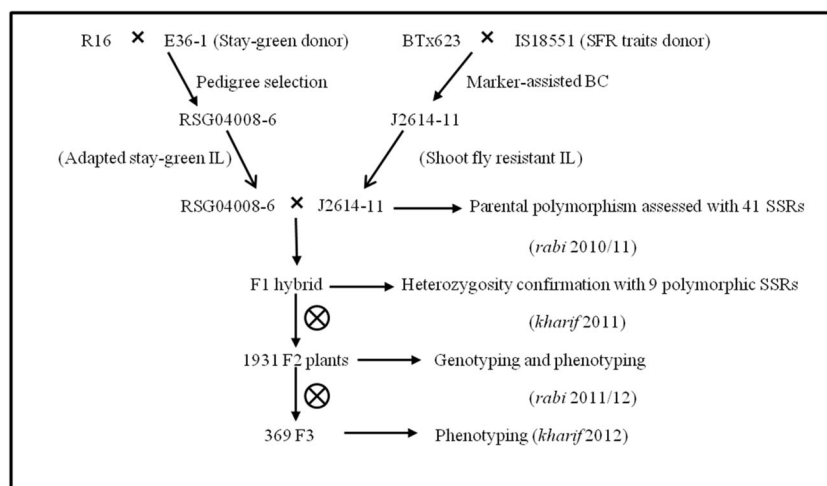 R16 × E36-1 (Stay-green donor) BTx623 × IS18551 (SFR traits donor)
Pedigree selection Marker-assisted BC
RSG04008-6 J2614-11
(Adapted stay-green IL) (Shoot fly resistant IL)
RSG04008-6 × J2614-11 Parental polymorphism assessed with 41 SSRs
(rabi 2010/11)
F1 hybrid Heterozygosity confirmation with 9 polymorphic SSRs
(kharif 2011)
1931 F2 plants Genotyping and phenotyping
(rabi 2011/12)
369 F3 Phenotyping (kharif 2012)